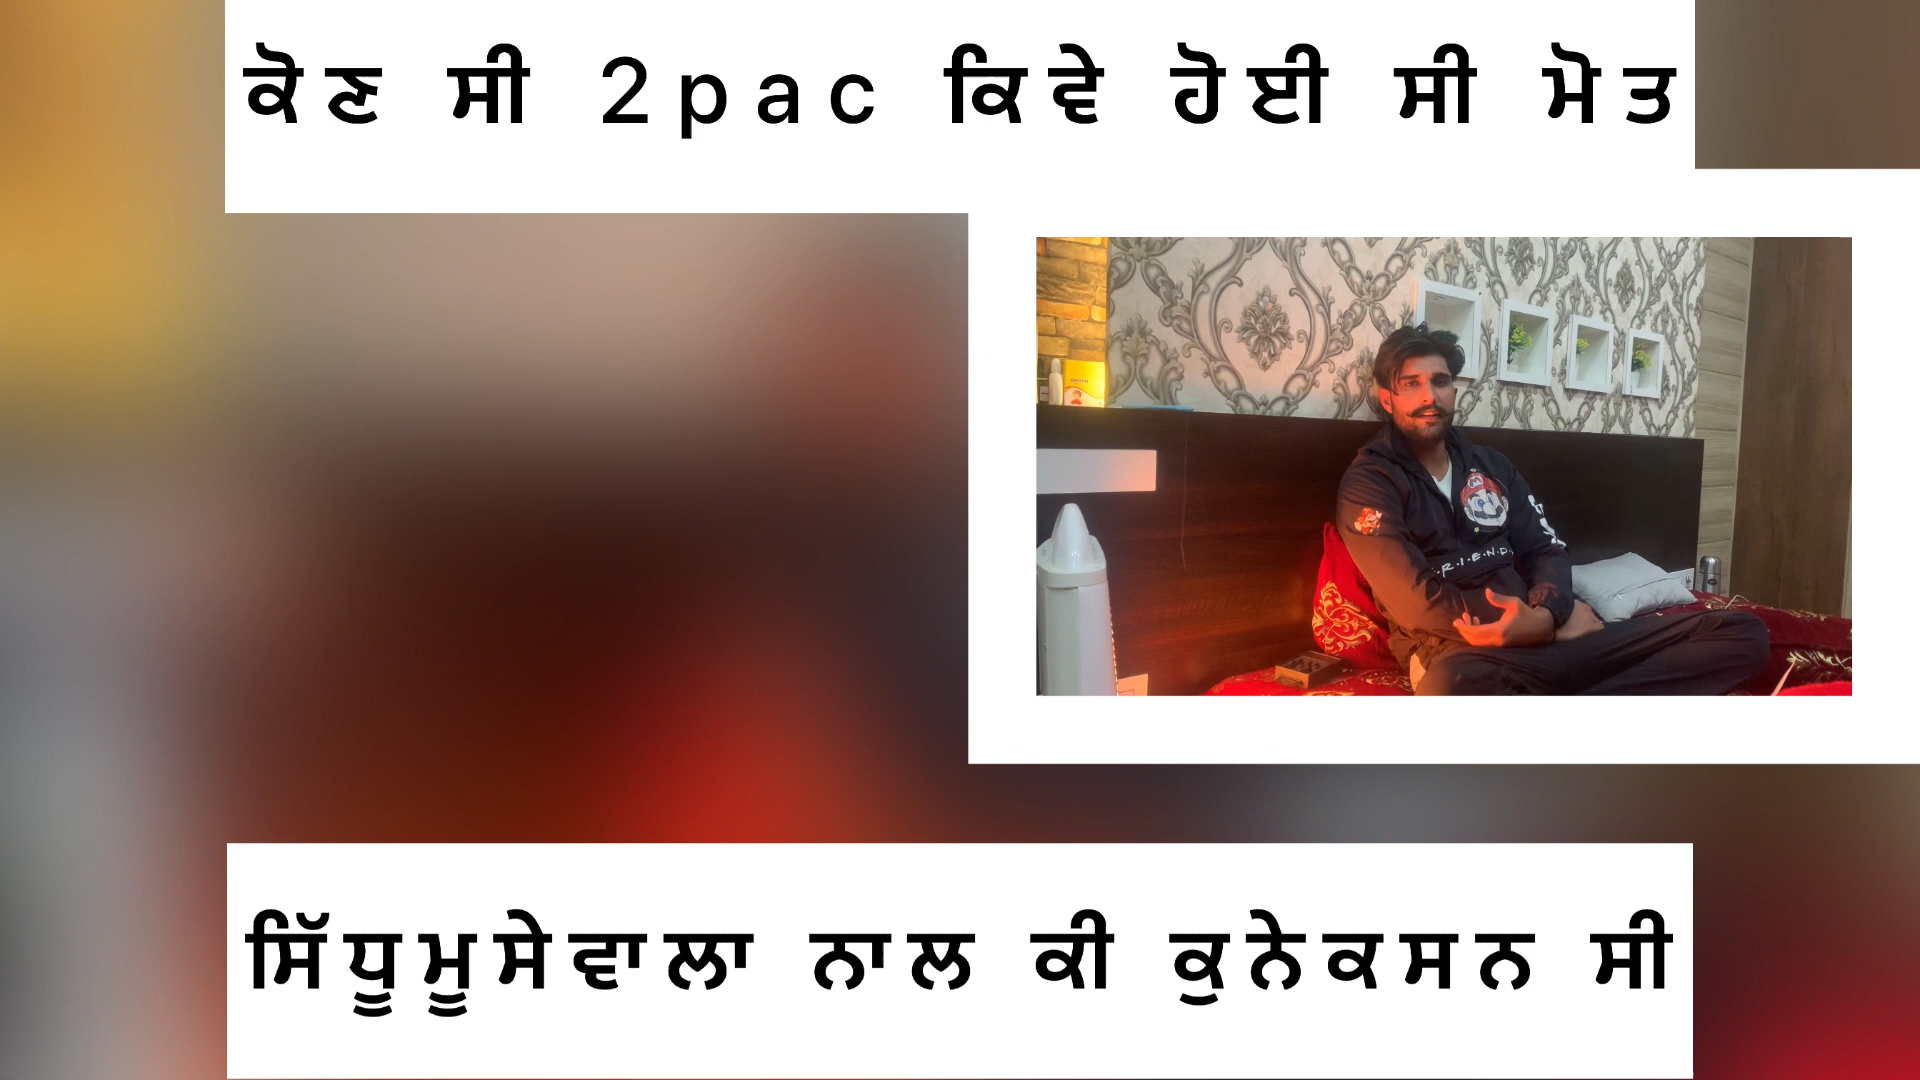 ਕੋਣ ਸੀ 2pac ਕਿਵੇ ਹੋਈ ਸੀ ਮੋਤ
ਸਿੱਧੂਮੂਸੇਵਾਲਾ ਨਾਲ ਕੀ ਕੁਨੇਕਸਨ ਸੀ